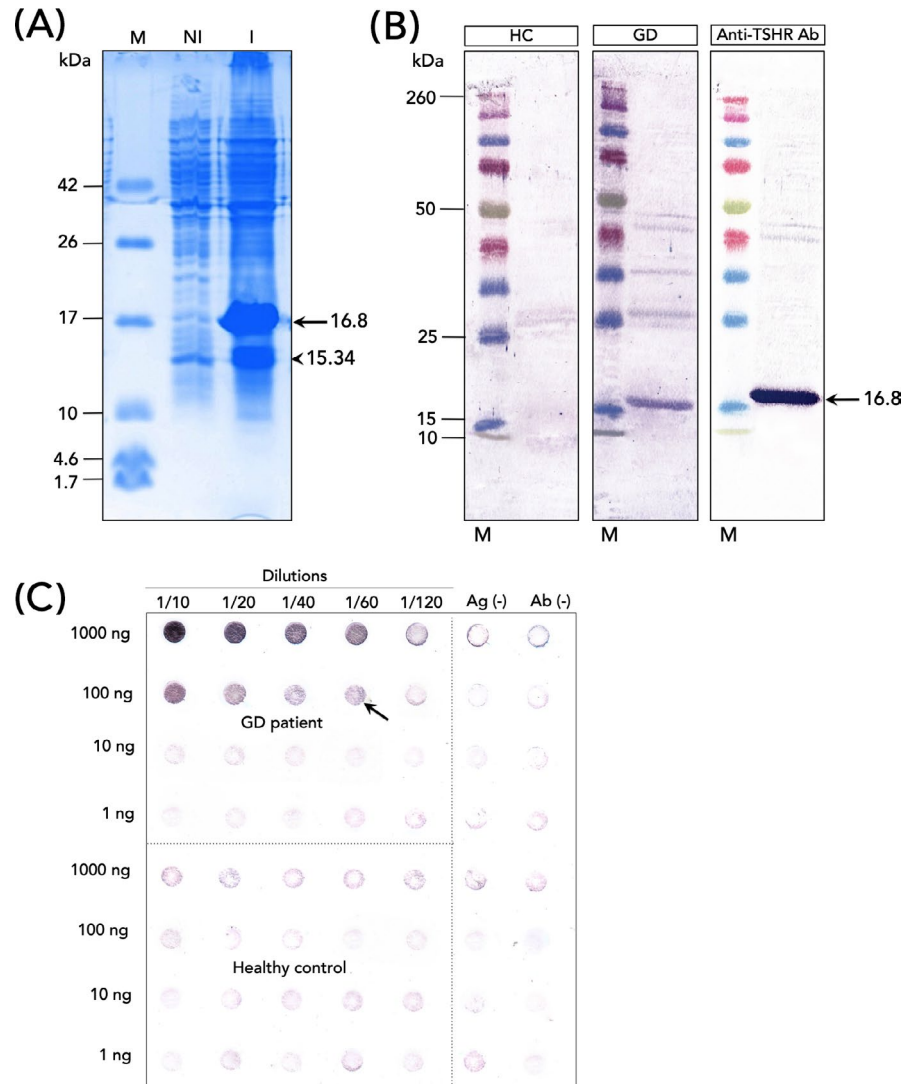 (A)
M NI I
kDa
42
26
17
10
4.6
1.7
16.8
15.34
(B)
HC GD Anti-TSHR Ab
kDa
260
50
25
15
10
16.8
M M M
(C)
Dilutions
1/10 1/20 1/40 1/60 1/120 Ag (-) Ab (-)
1000 ng
100 ng
GD patient
10 ng
1 ng
1000 ng
100 ng
Healthy control
10 ng
1 ng